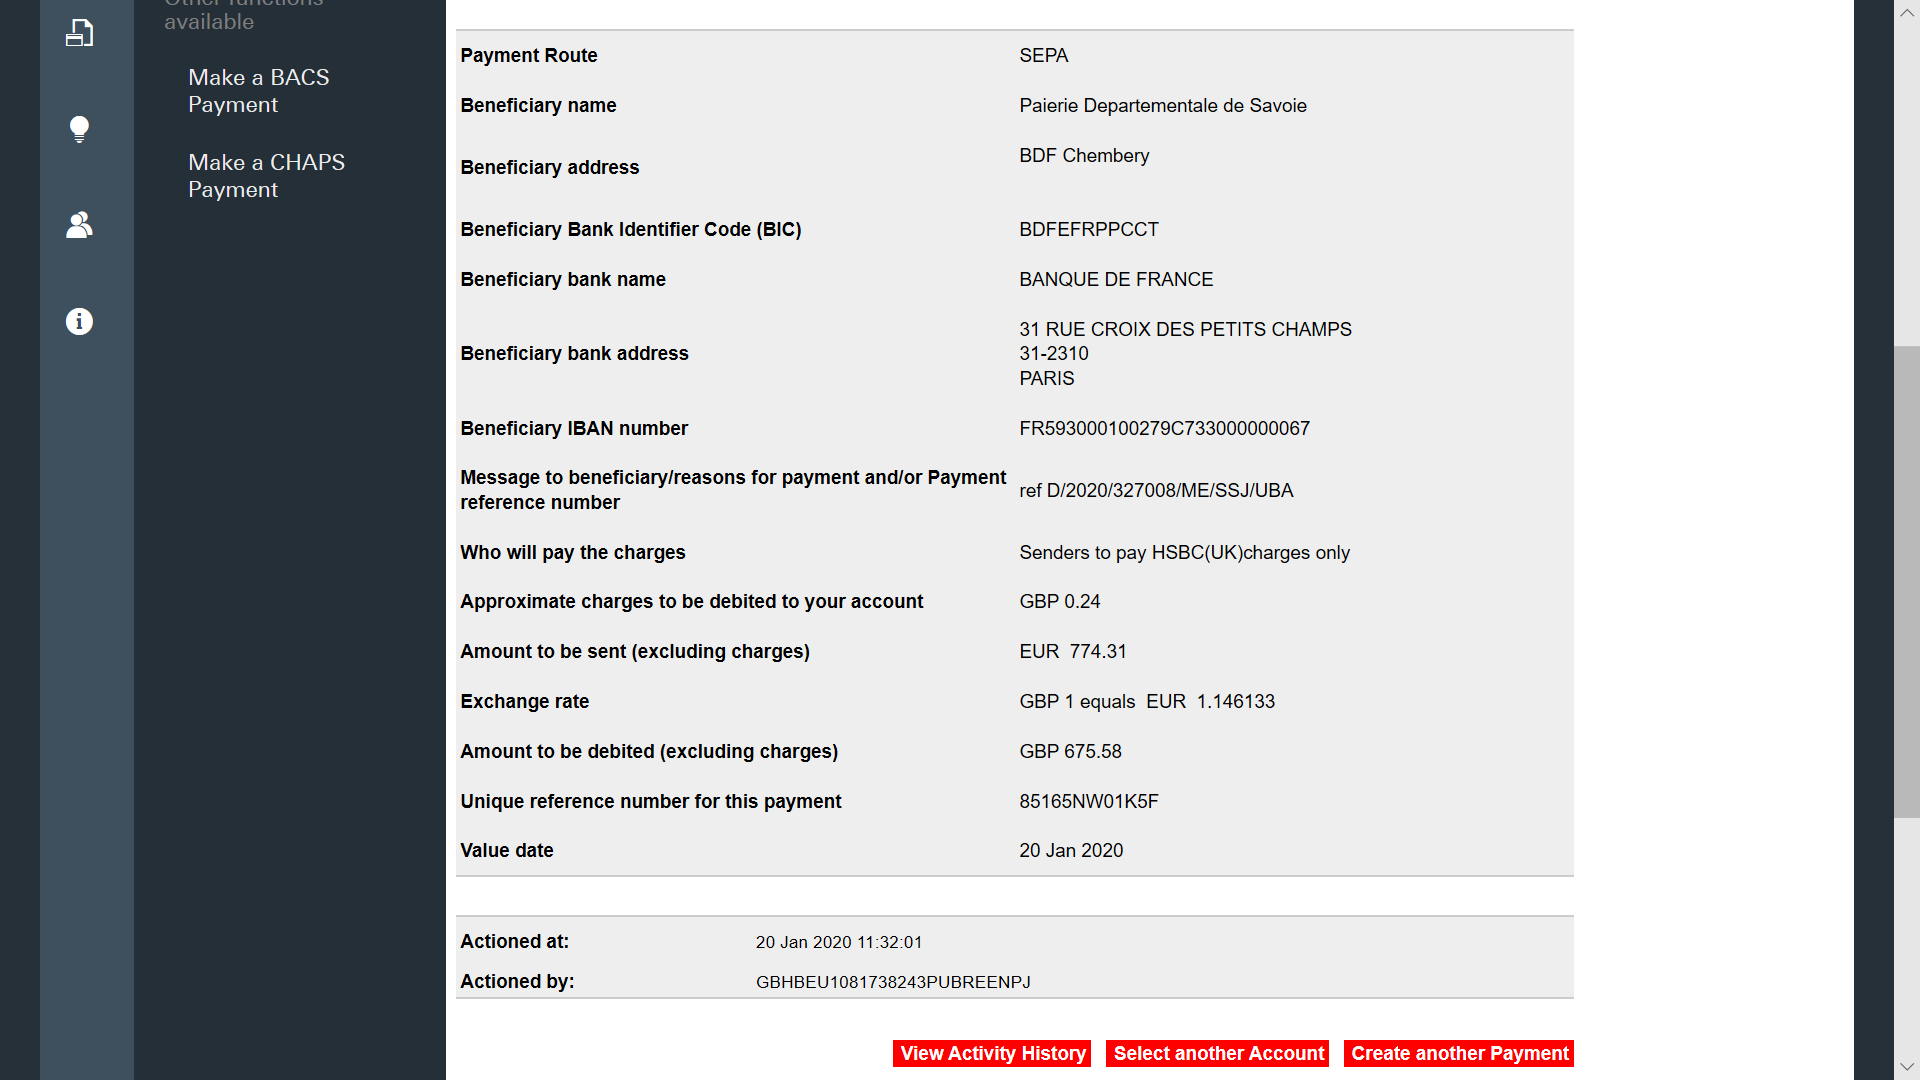 Other functions
available
Make a BACS
Payment
Make a CHAPS
Payment
Payment Route SEPA
Beneficiary name Paierie Departementale de Savoie
Beneficiary address BDF Chembery
Beneficiary Bank Identifier Code (BIC) BDFEFRPPCCT
Beneficiary bank name BANQUE DE FRANCE
Beneficiary bank address 31 RUE CROIX DES PETITS CHAMPS
31-2310
PARIS
Beneficiary IBAN number FR593000100279C733000000067
Message to beneficiary/reasons for payment and/or Payment
reference number ref D/2020/327008/ME/SSJ/UBA
Who will pay the charges Senders to pay HSBC(UK)charges only
Approximate charges to be debited to your account GBP 0.24
Amount to be sent (excluding charges) EUR 774.31
Exchange rate GBP 1 equals EUR 1.146133
Amount to be debited (excluding charges) GBP 675.58
Unique reference number for this payment 85165NW01K5F
Value date 20 Jan 2020
Actioned at: 20 Jan 2020 11:32:01
Actioned by: GBHBEU1081738243PUBREENPJ
View Activity History Select another Account Create another Payment